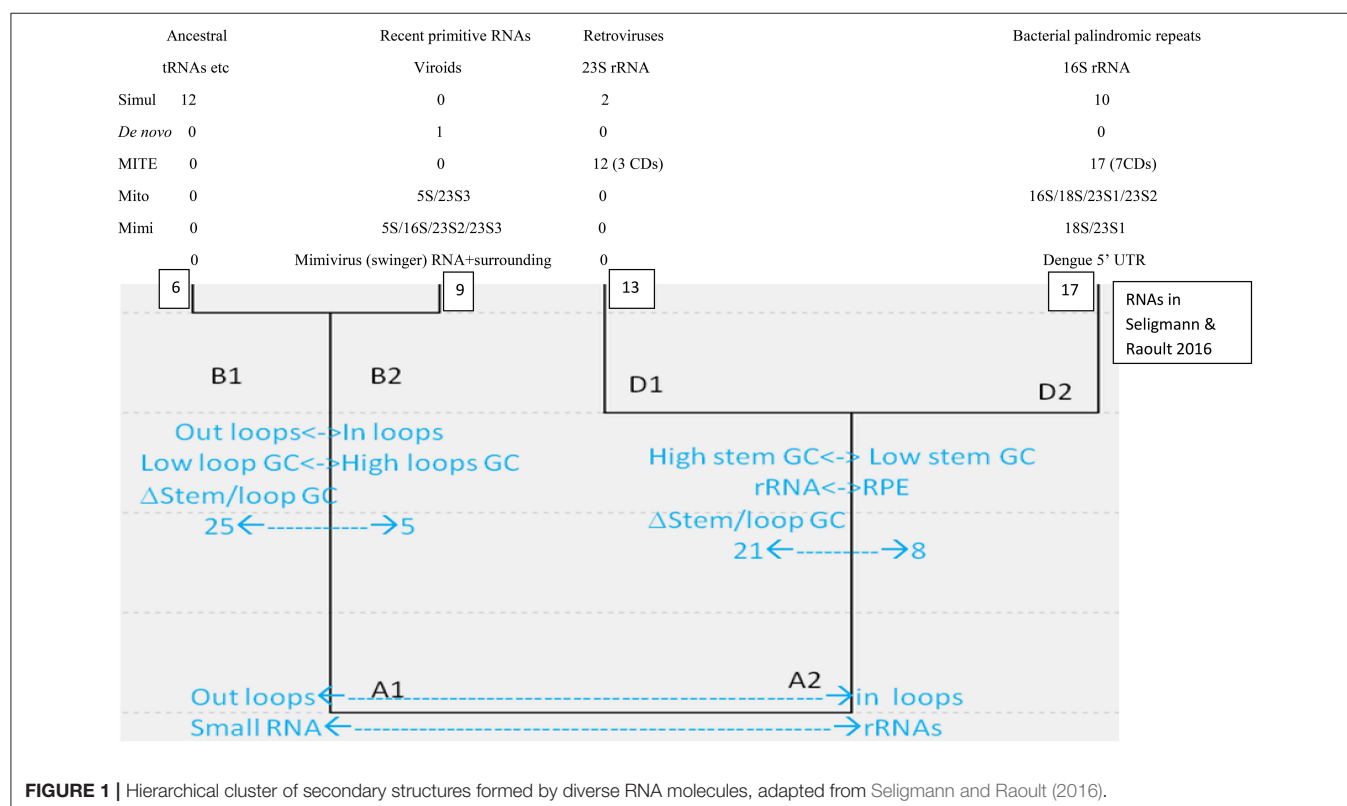 Ancestral Recent primitive RNAs Retroviruses Bacterial palindromic repeats
tRNAs etc Viroids 23S rRNA 16S rRNA
Simul 12 0 2 10
De novo 0 1 0 0
MITE 0 0 12 (3 CDs) 17 (7CDs)
Mito 0 5S/23S3 0 16S/18S/23S1/23S2
Mimi 0 5S/16S/23S2/23S3 0 18S/23S1
0 Mimivirus (swinger) RNA+surrounding 0 Dengue 5' UTR
6 9 13 17
RNAs in
Seligmann &
Raoult 2016
B1 B2 D1 D2
Out loops<->In loops
Low loop GC<->High loops GC
ΔStem/loop GC
25←-----------→5
High stem GC<-> Low stem GC
rRNA<->RPE
ΔStem/loop GC
21←---------→8
A1 A2
Out loops←------------------------------------------→in loops
Small RNA←------------------------------------------→rRNAs
FIGURE 1 | Hierarchical cluster of secondary structures formed by diverse RNA molecules, adapted from Seligmann and Raoult (2016).